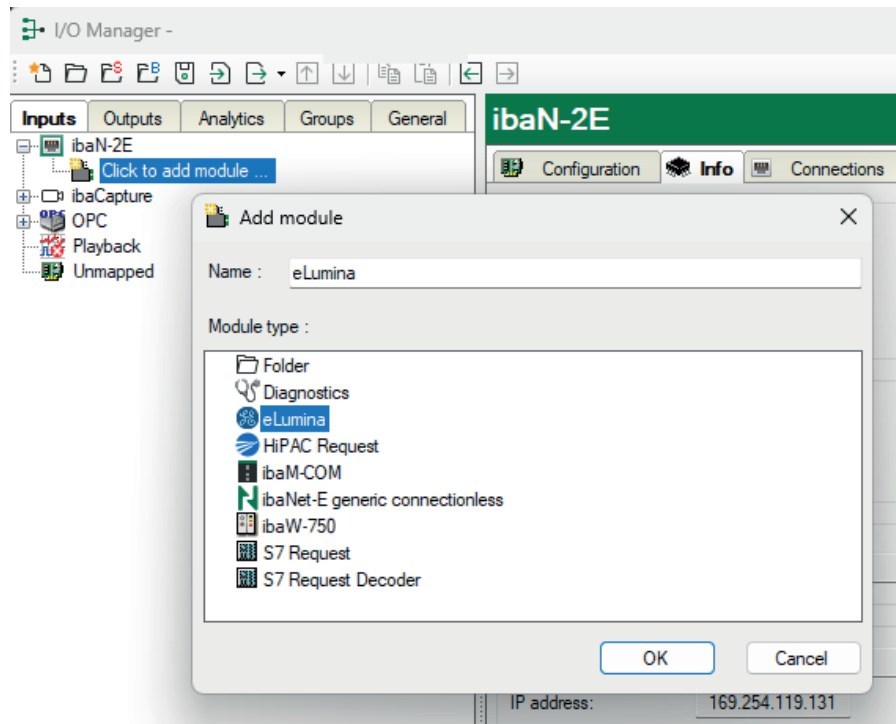 I/O Manager -
Inputs Outputs Analytics Groups General
ibaN-2E
Click to add module ...
ibaCapture
OPC
Playback
Unmapped
ibaN-2E
Configuration Info Connections
Add module
Name : eLumina
Module type :
Folder
Diagnostics
eLumina
HiPAC Request
ibaM-COM
ibaNet-E generic connectionless
ibaW-750
S7 Request
S7 Request Decoder
OK Cancel
IP address: 169.254.119.131